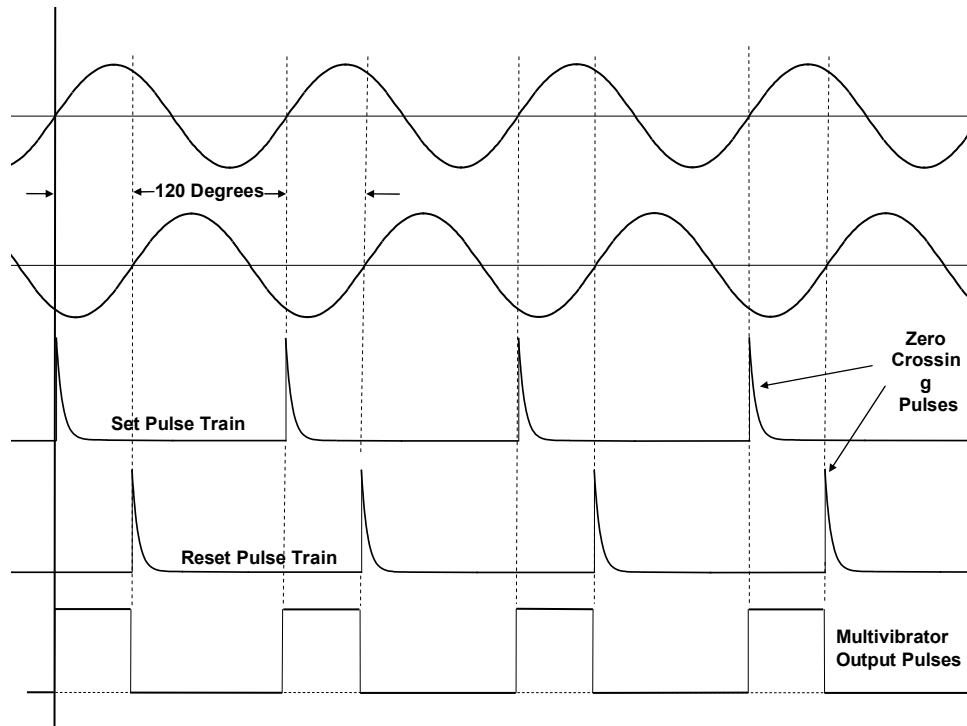 120 Degrees
Zero
Crossin
g
Pulses
Set Pulse Train
Reset Pulse Train
Multivibrator
Output Pulses